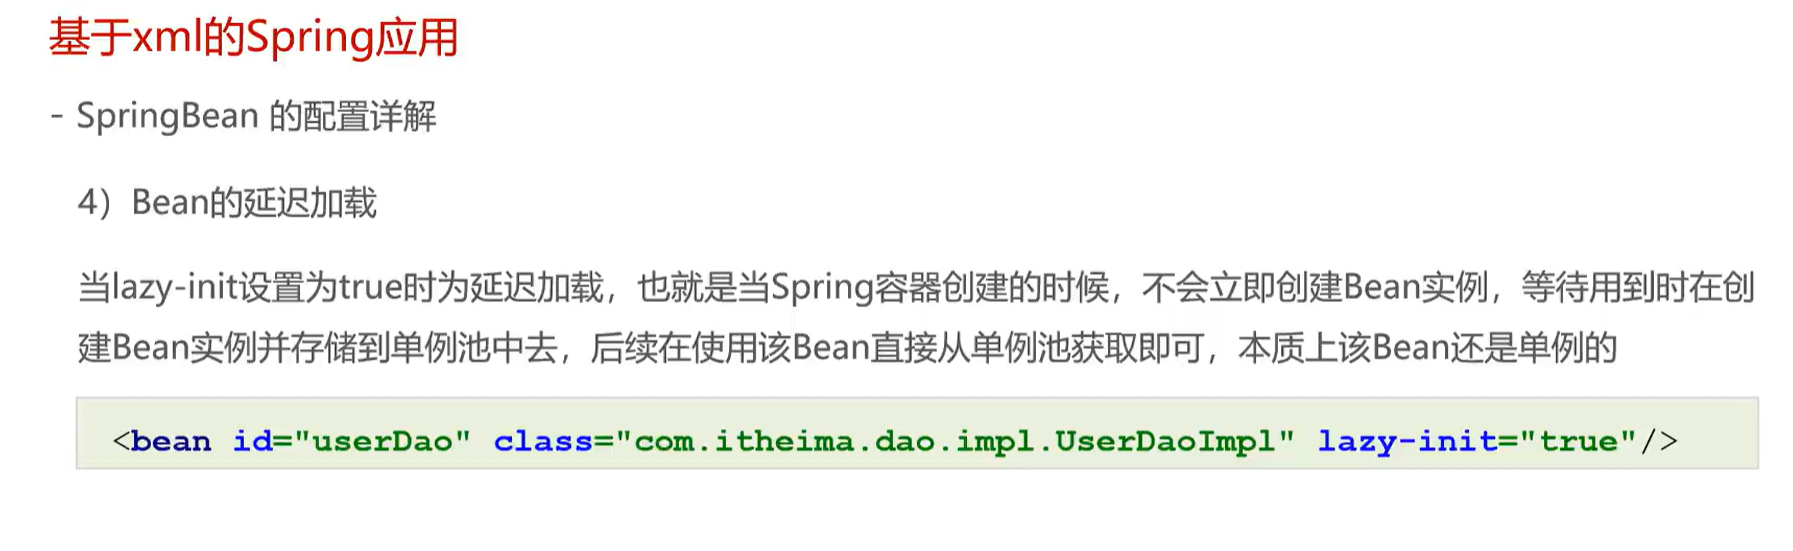 基于xml的Spring应用
- SpringBean 的配置详解
4）Bean的延迟加载
当lazy-init设置为true时为延迟加载，也就是当Spring容器创建的时候，不会立即创建Bean实例，等待用到时在创
建Bean实例并存储到单例池中去，后续在使用该Bean直接从单例池获取即可，本质上该Bean还是单例的
<bean id="userDao" class="com.itheima.dao.impl.UserDaoImpl" lazy-init="true"/>